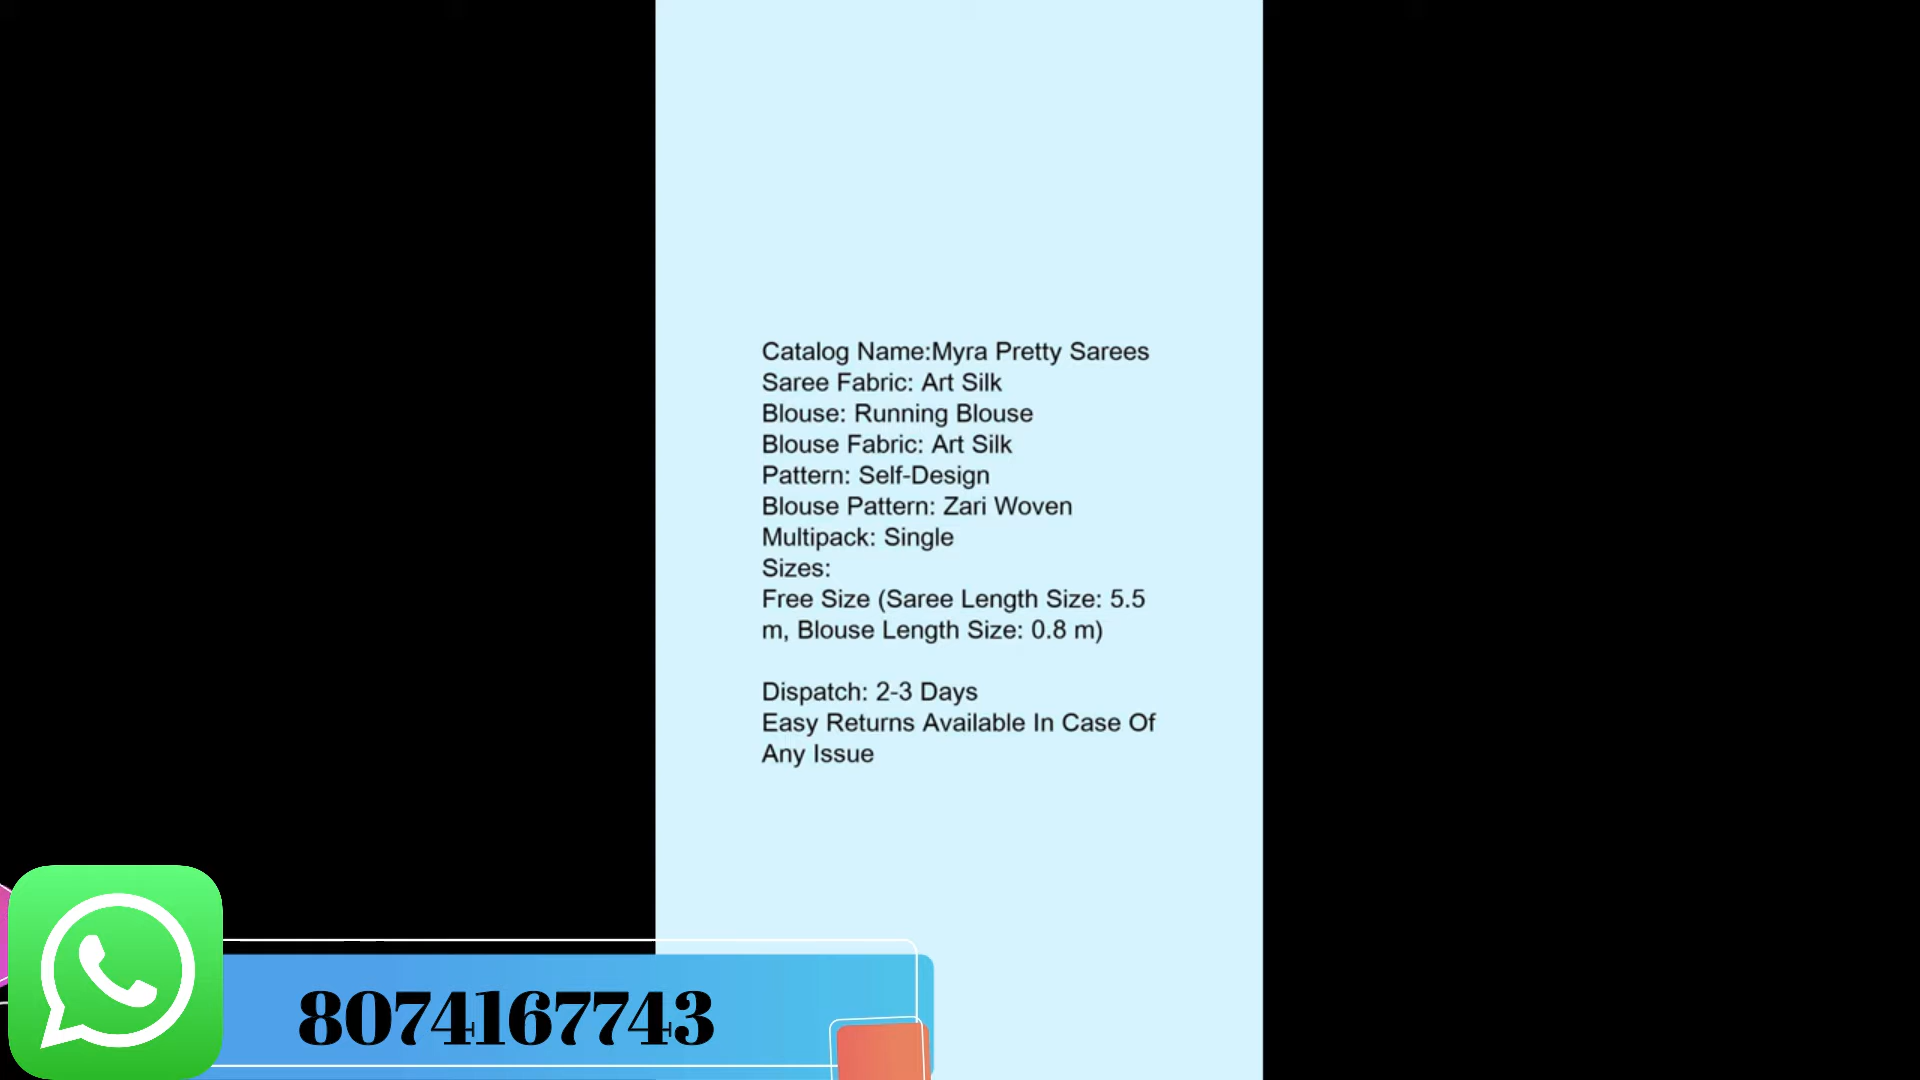 Catalog Name:Myra Pretty Sarees
Saree Fabric: Art Silk
Blouse: Running Blouse
Blouse Fabric: Art Silk
Pattern: Self-Design
Blouse Pattern: Zari Woven
Multipack: Single
Sizes:
Free Size (Saree Length Size: 5.5
m, Blouse Length Size: 0.8 m)
Dispatch: 2-3 Days
Easy Returns Available In Case Of
Any Issue
8074167743